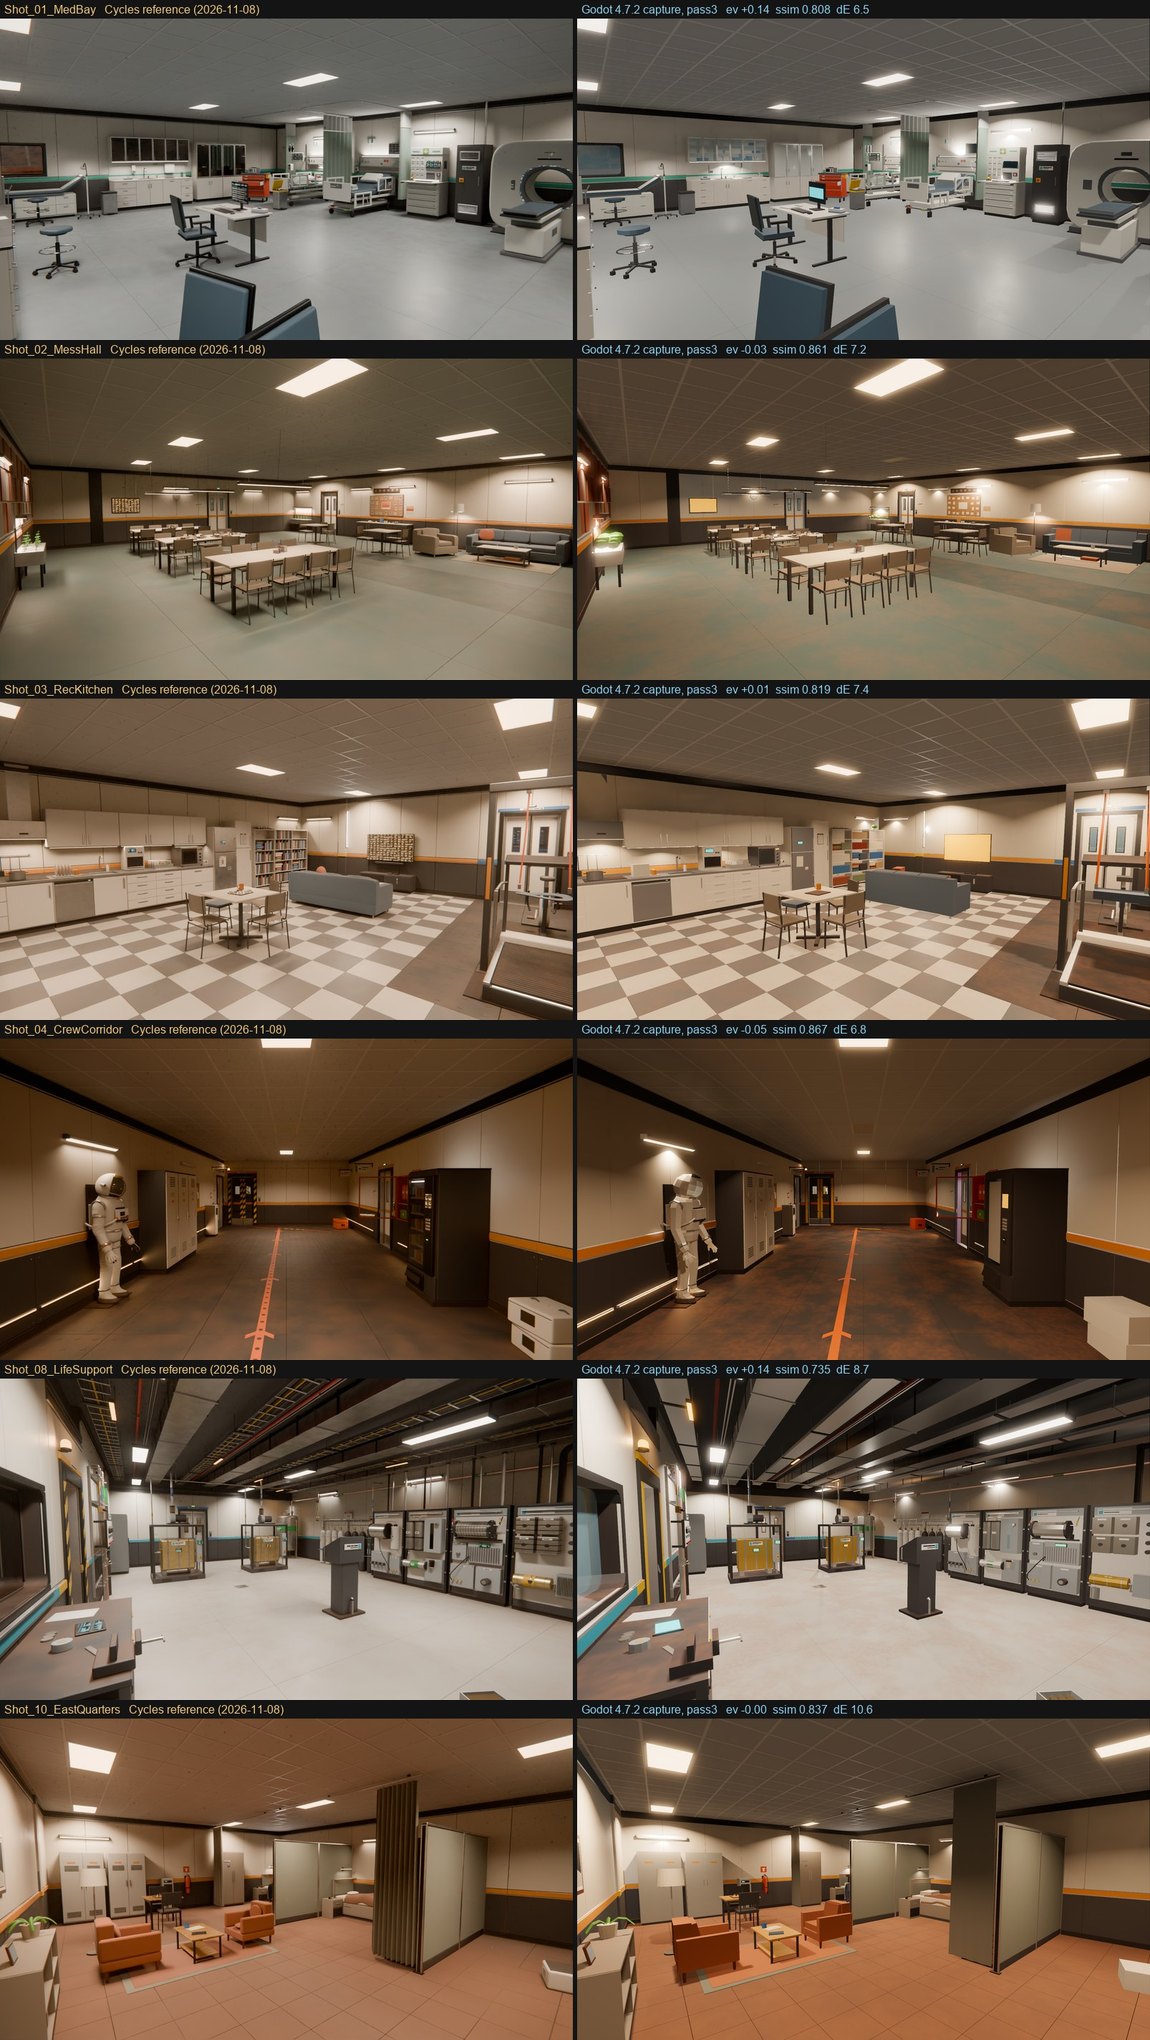 Shot_01_MedBay Cycles reference (2026-11-08)
Godot 4.7.2 capture, pass3 ev +0.14 ssim 0.808 dE 6.5
Shot_02_MessHall Cycles reference (2026-11-08)
Godot 4.7.2 capture, pass3 ev -0.03 ssim 0.861 dE 7.2
Shot_03_RecKitchen Cycles reference (2026-11-08)
Godot 4.7.2 capture, pass3 ev +0.01 ssim 0.819 dE 7.4
Shot_04_CrewCorridor Cycles reference (2026-11-08)
Godot 4.7.2 capture, pass3 ev -0.05 ssim 0.867 dE 6.8
Shot_08_LifeSupport Cycles reference (2026-11-08)
Godot 4.7.2 capture, pass3 ev +0.14 ssim 0.735 dE 8.7
Shot_10_EastQuarters Cycles reference (2026-11-08)
Godot 4.7.2 capture, pass3 ev -0.00 ssim 0.837 dE 10.6